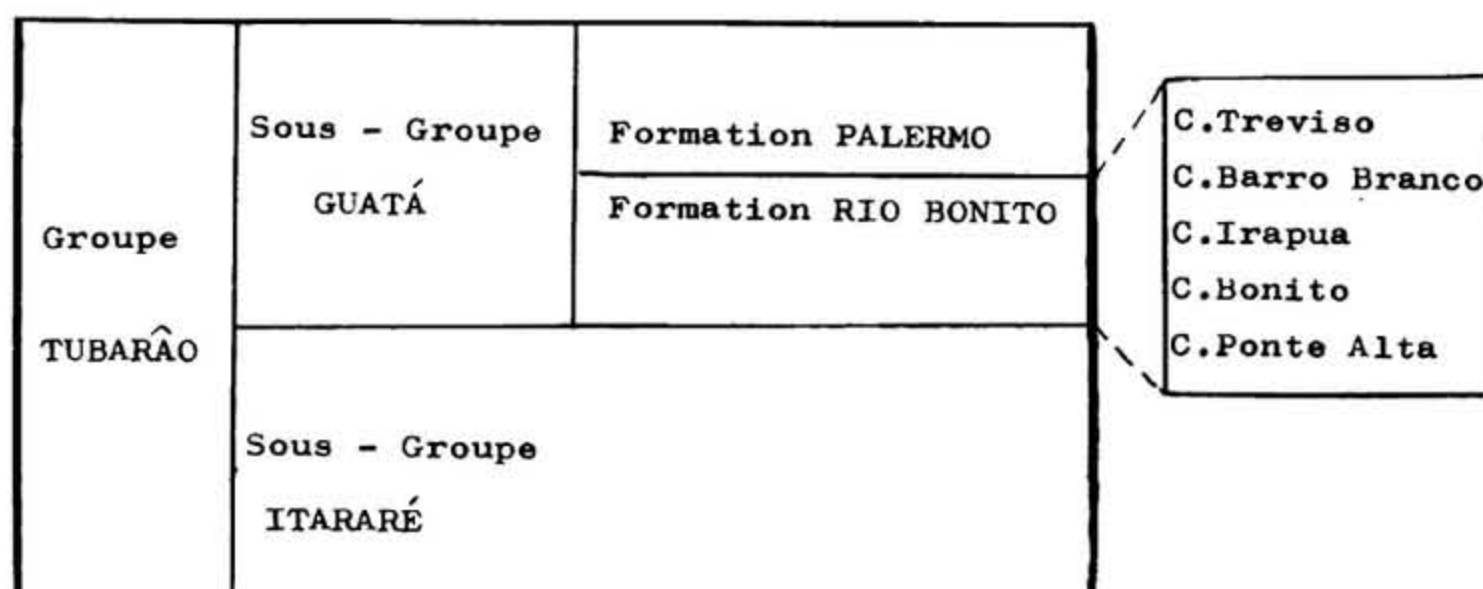 Groupe
TUBARÂO
Sous - Groupe
GUATÁ
Formation PALERMO
Formation RIO BONITO
Sous - Groupe
ITARARÉ
C.Treviso
C.Barro Branco
C.Irapua
C.Bonito
C.Ponte Alta